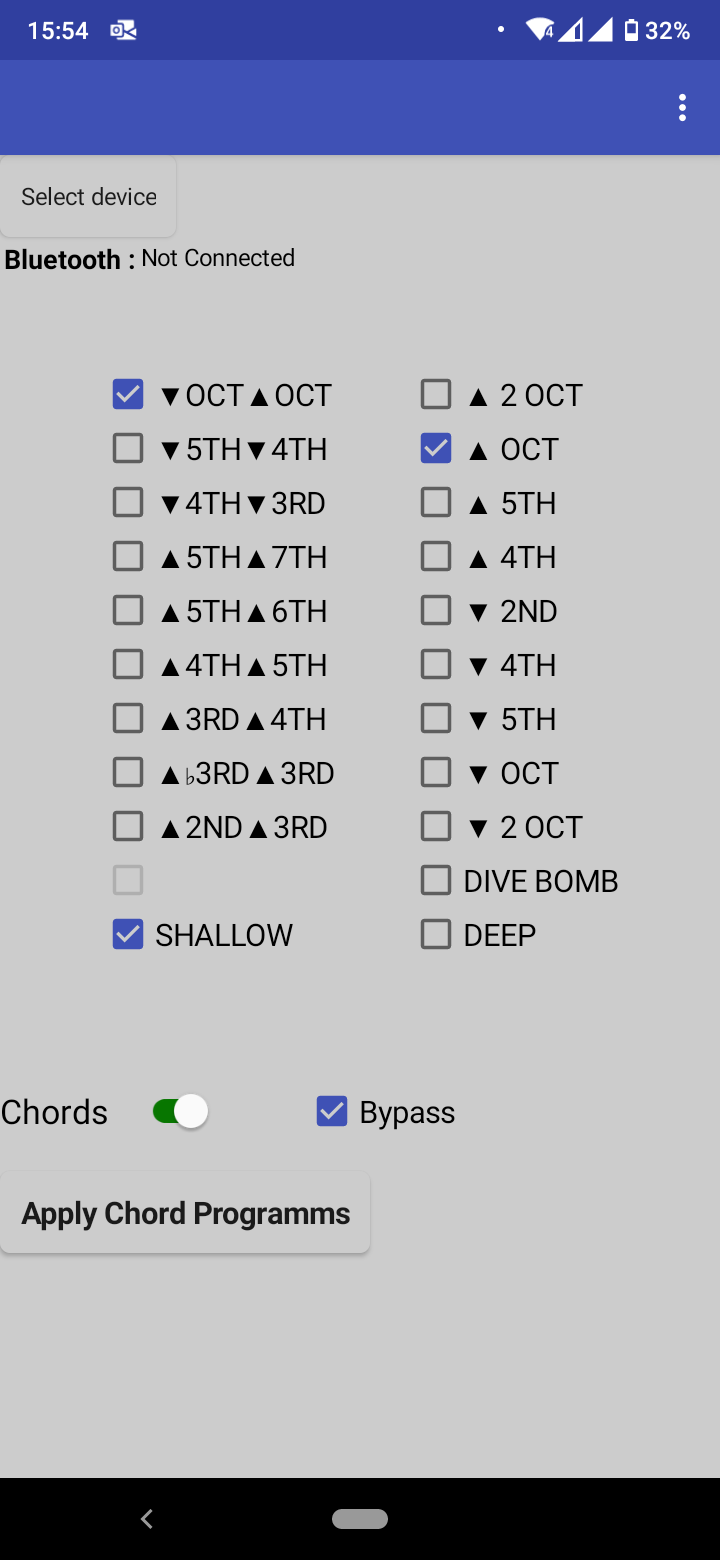 15:54 4 32%
Select device
Bluetooth : Not Connected
▼OCT▲OCT ▲ 2 OCT
▼5TH▼4TH ▲ OCT
▼4TH▼3RD ▲ 5TH
▲5TH▲7TH ▲ 4TH
▲5TH▲6TH ▼ 2ND
▲4TH▲5TH ▼ 4TH
▲3RD▲4TH ▼ 5TH
▲♭3RD▲3RD ▼ OCT
▲2ND▲3RD ▼ 2 OCT
DIVE BOMB
SHALLOW DEEP
Chords Bypass
Apply Chord Programms